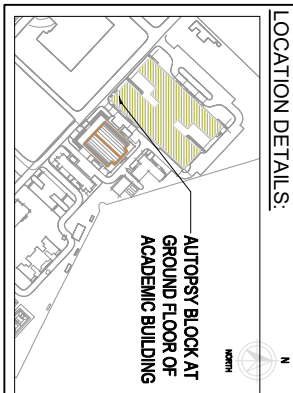 LOCATION DETAILS:
N
NORTH
AUTOPSY BLOCK AT
GROUND FLOOR OF
ACADEMIC BUILDING